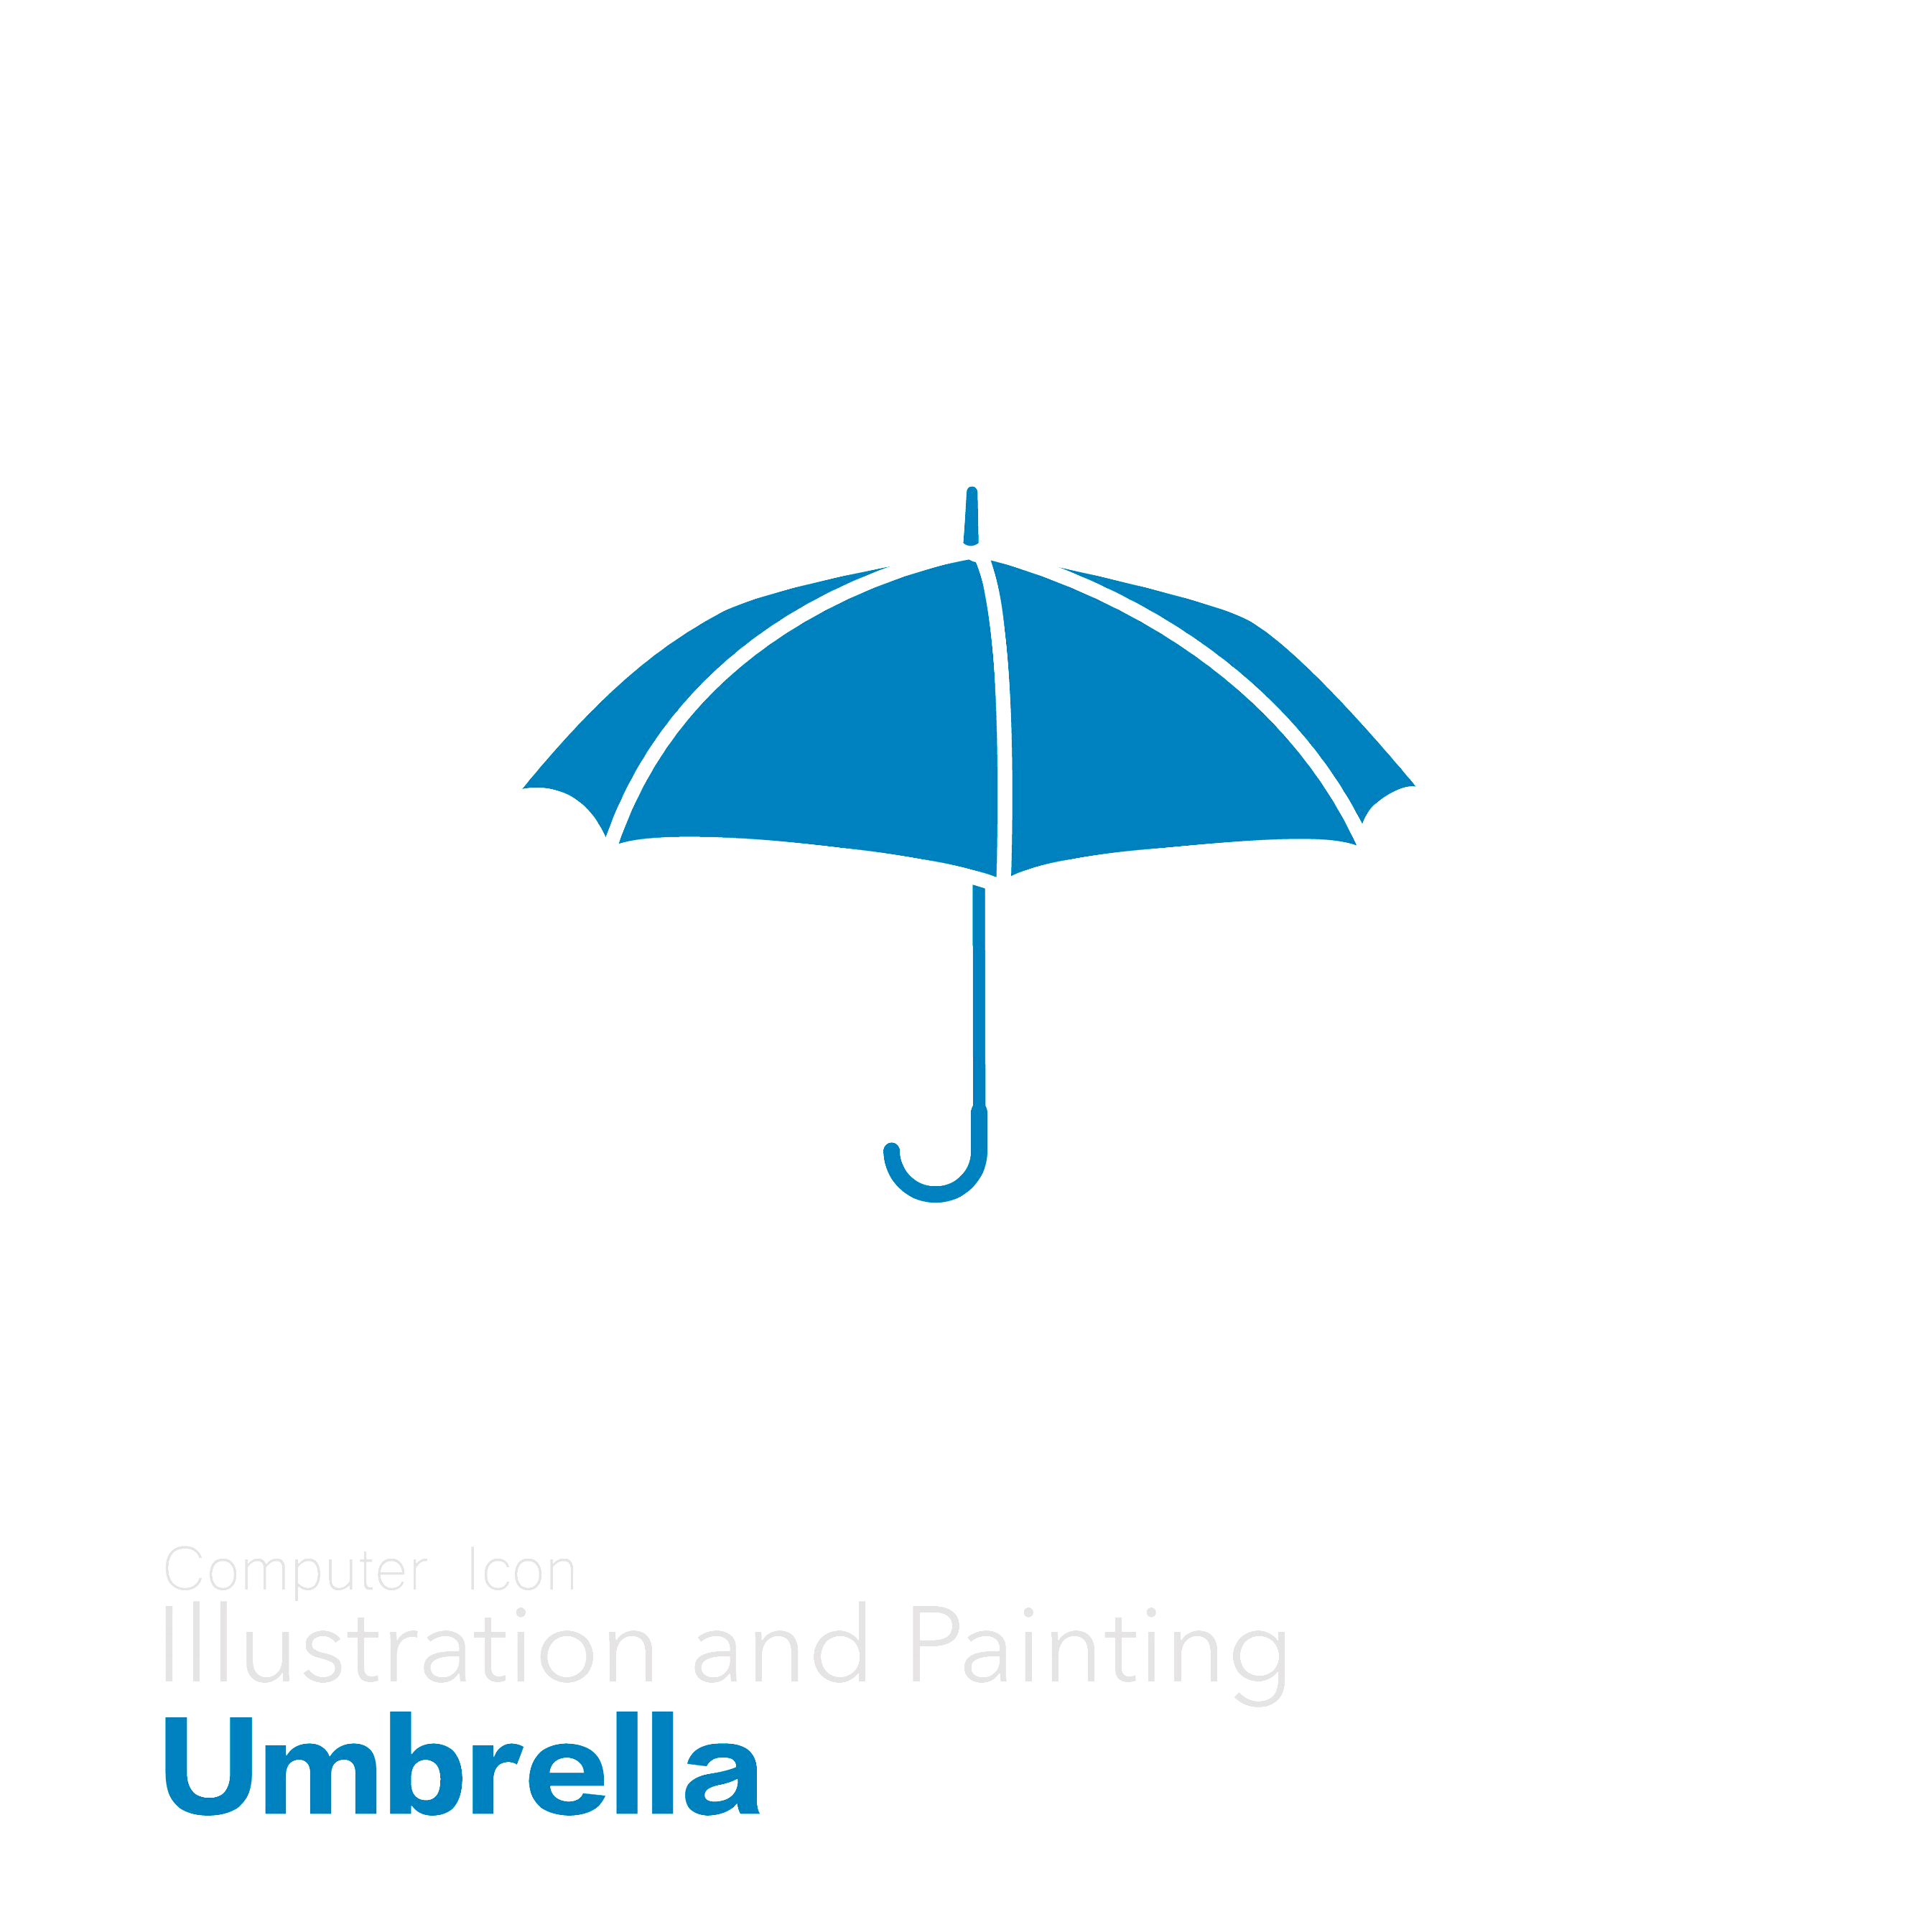 Computer Icon
Illustration and Painting
Umbrella